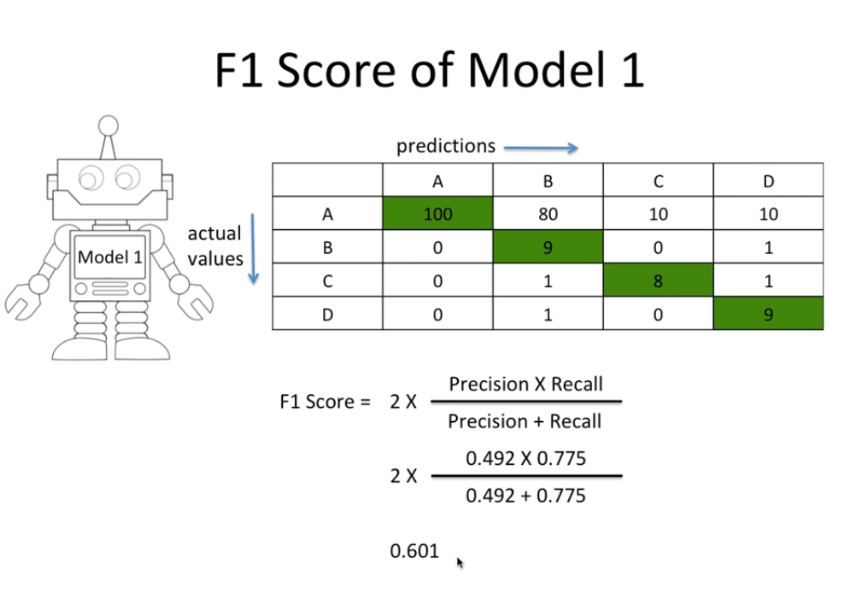 F1 Score of Model 1
predictions
actual
values
Model 1
A B C D
A 100 80 10 10
B 0 9 0 1
C 0 1 8 1
D 0 1 0 9
F1 Score = 2 X Precision X Recall
Precision + Recall
2 X 0.492 X 0.775
0.492 + 0.775
0.601